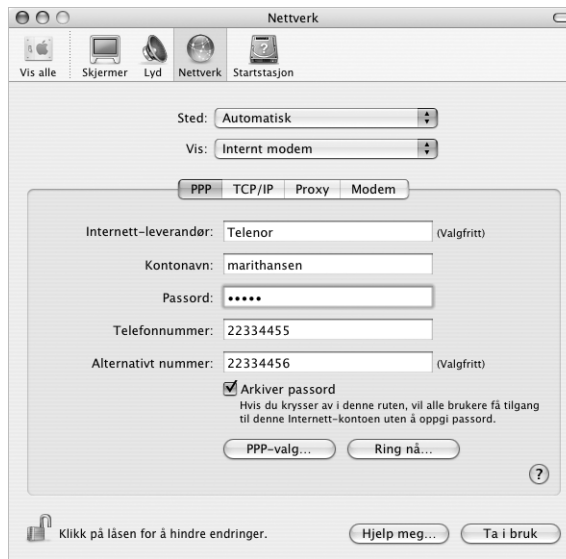 Nettverk
Vis alle Skjermer Lyd Nettverk Startstasjon
Sted: Automatisk
Vis: Internt modem
PPP TCP/IP Proxy Modem
Internett-leverandør: Telenor (Valgfritt)
Kontonavn: marithansen
Passord: •••••
Telefonnummer: 22334455
Alternativt nummer: 22334456 (Valgfritt)
Arkiver passord
Hvis du krysser av i denne ruten, vil alle brukere få tilgang
til denne Internett-kontoen uten å oppgi passord.
PPP-valg... Ring nå...
?
Klikk på låsen for å hindre endringer. Hjelp meg... Ta i bruk